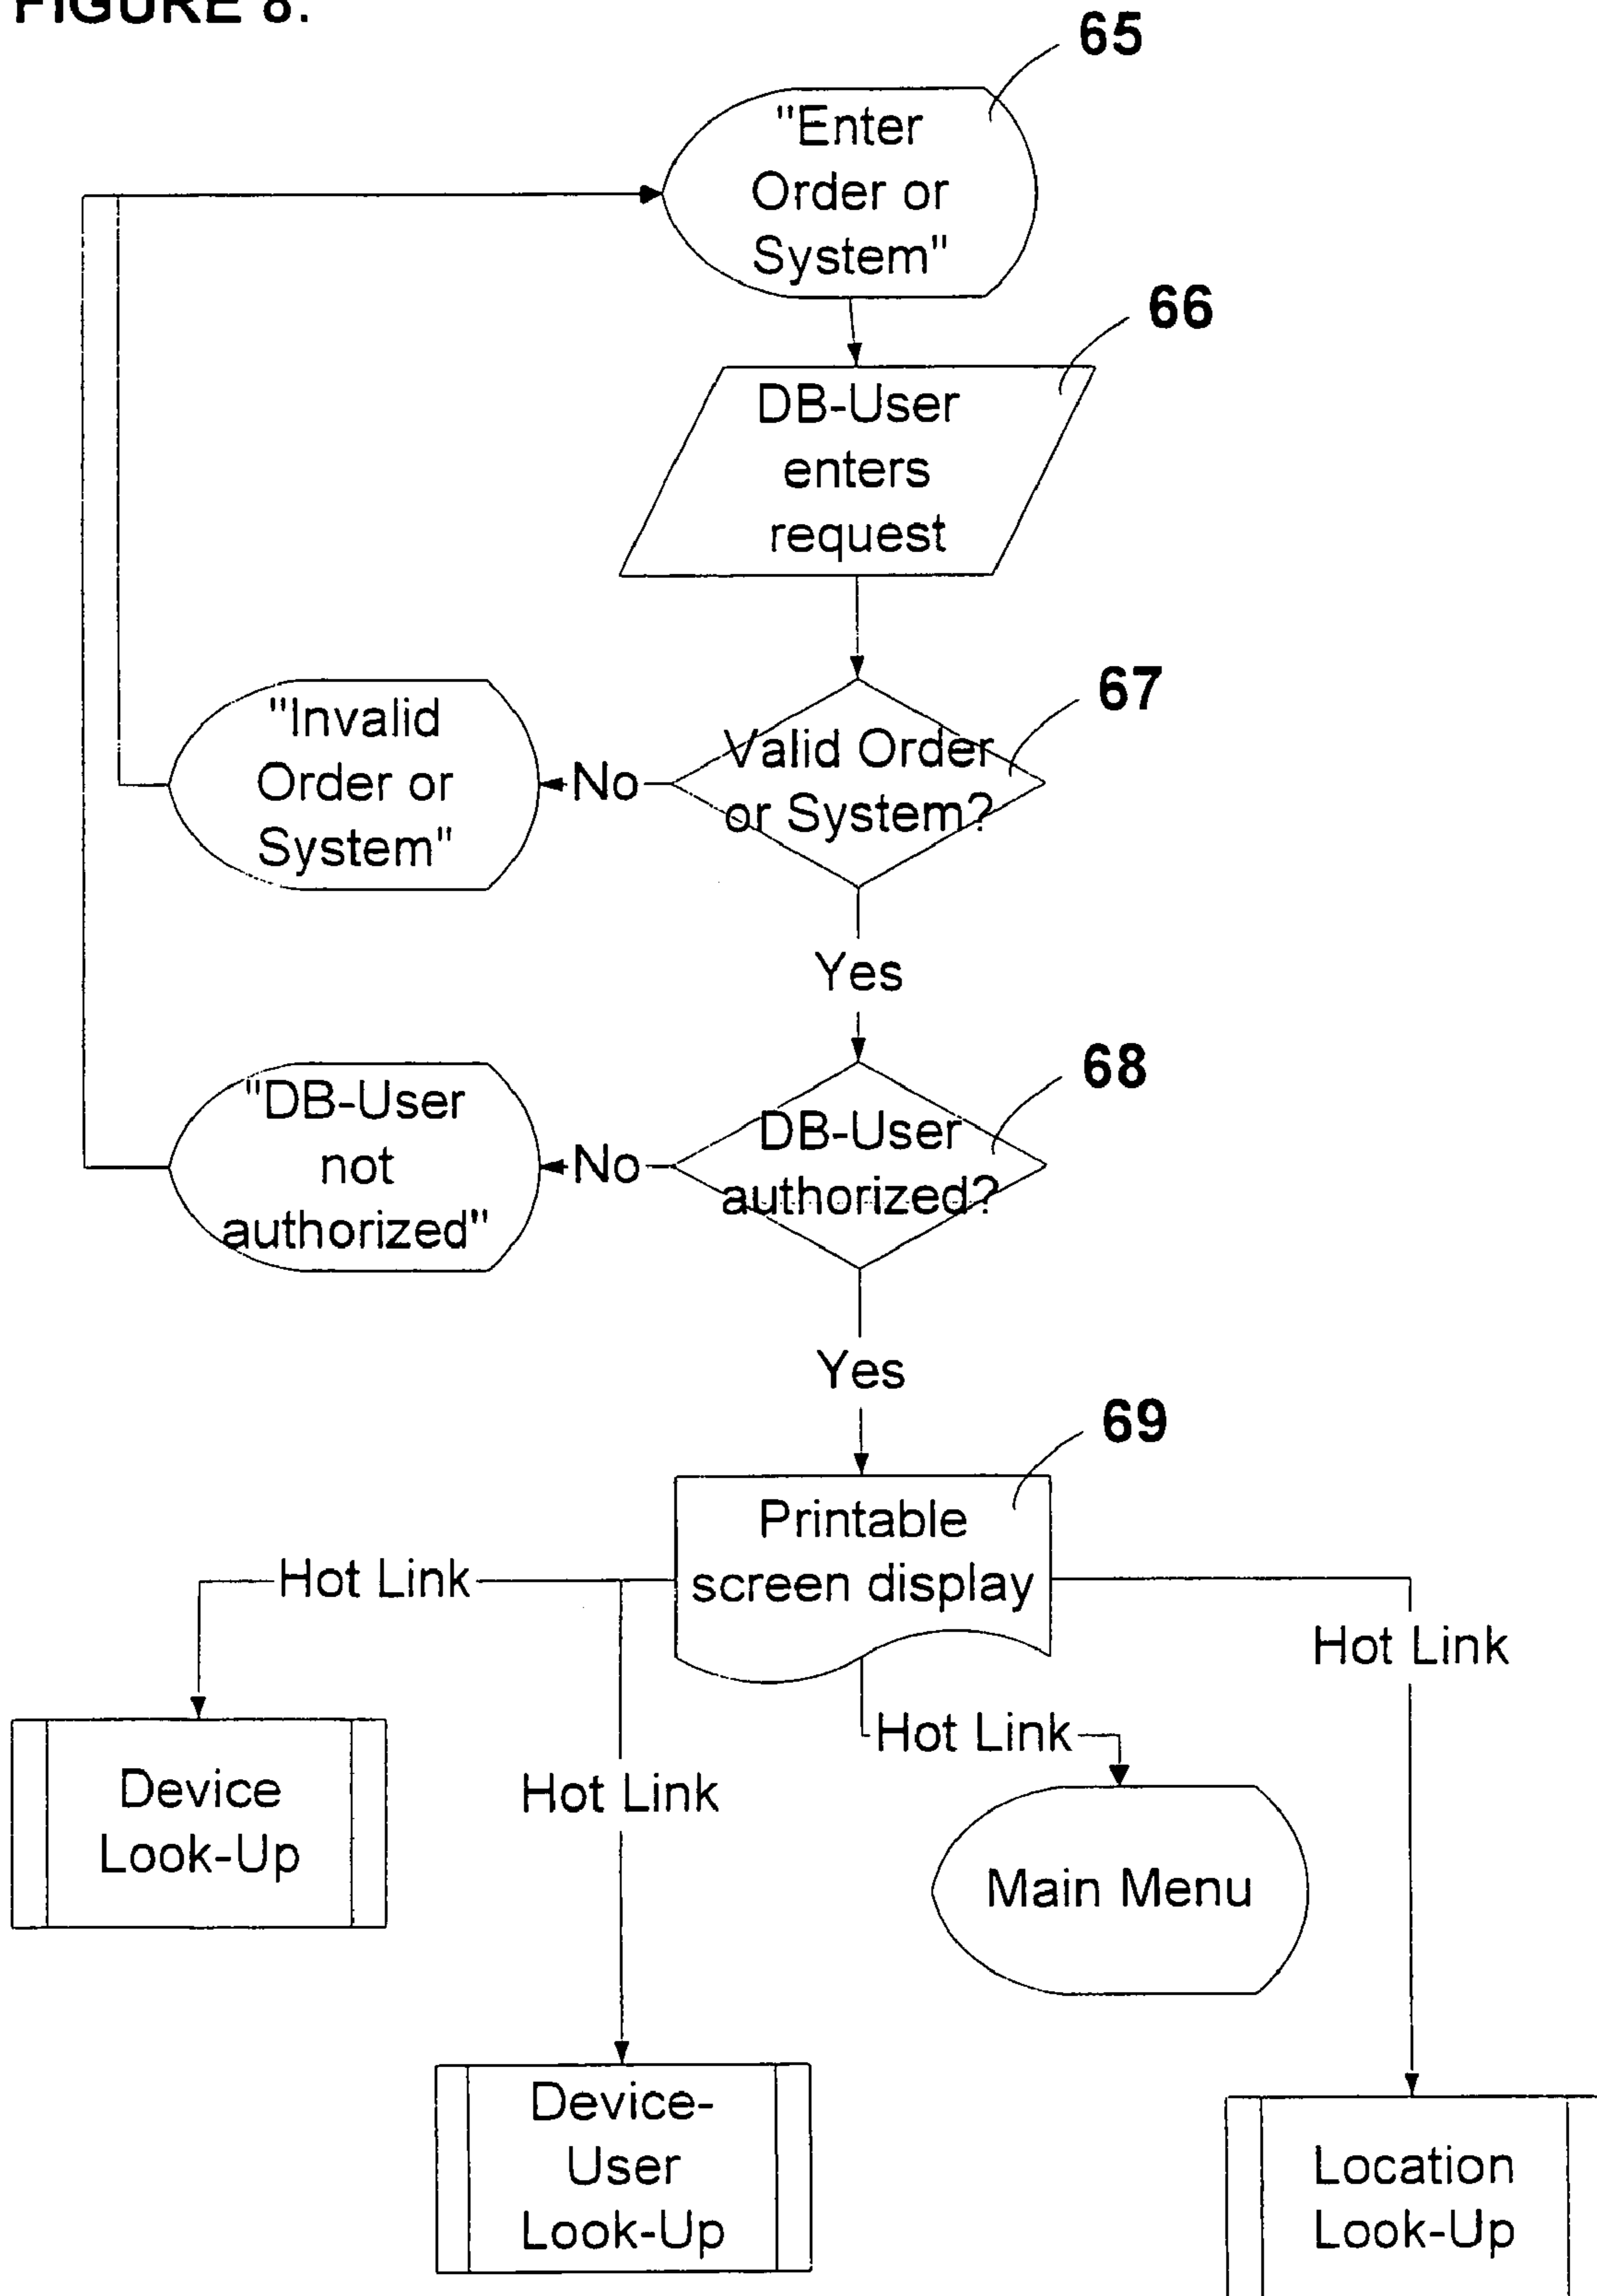 FIGURE 8.
65
"Enter
Order or
System"
66
DB-User
enters
request
67
"Invalid
Order or
System"
No
Valid Order
or System?
Yes
68
"DB-User
not
authorized"
No
DB-User
authorized?
Yes
69
Printable
screen display
Hot Link
Hot Link
Hot Link
Hot Link
Device
Look-Up
Main Menu
Device-
User
Look-Up
Location
Look-Up